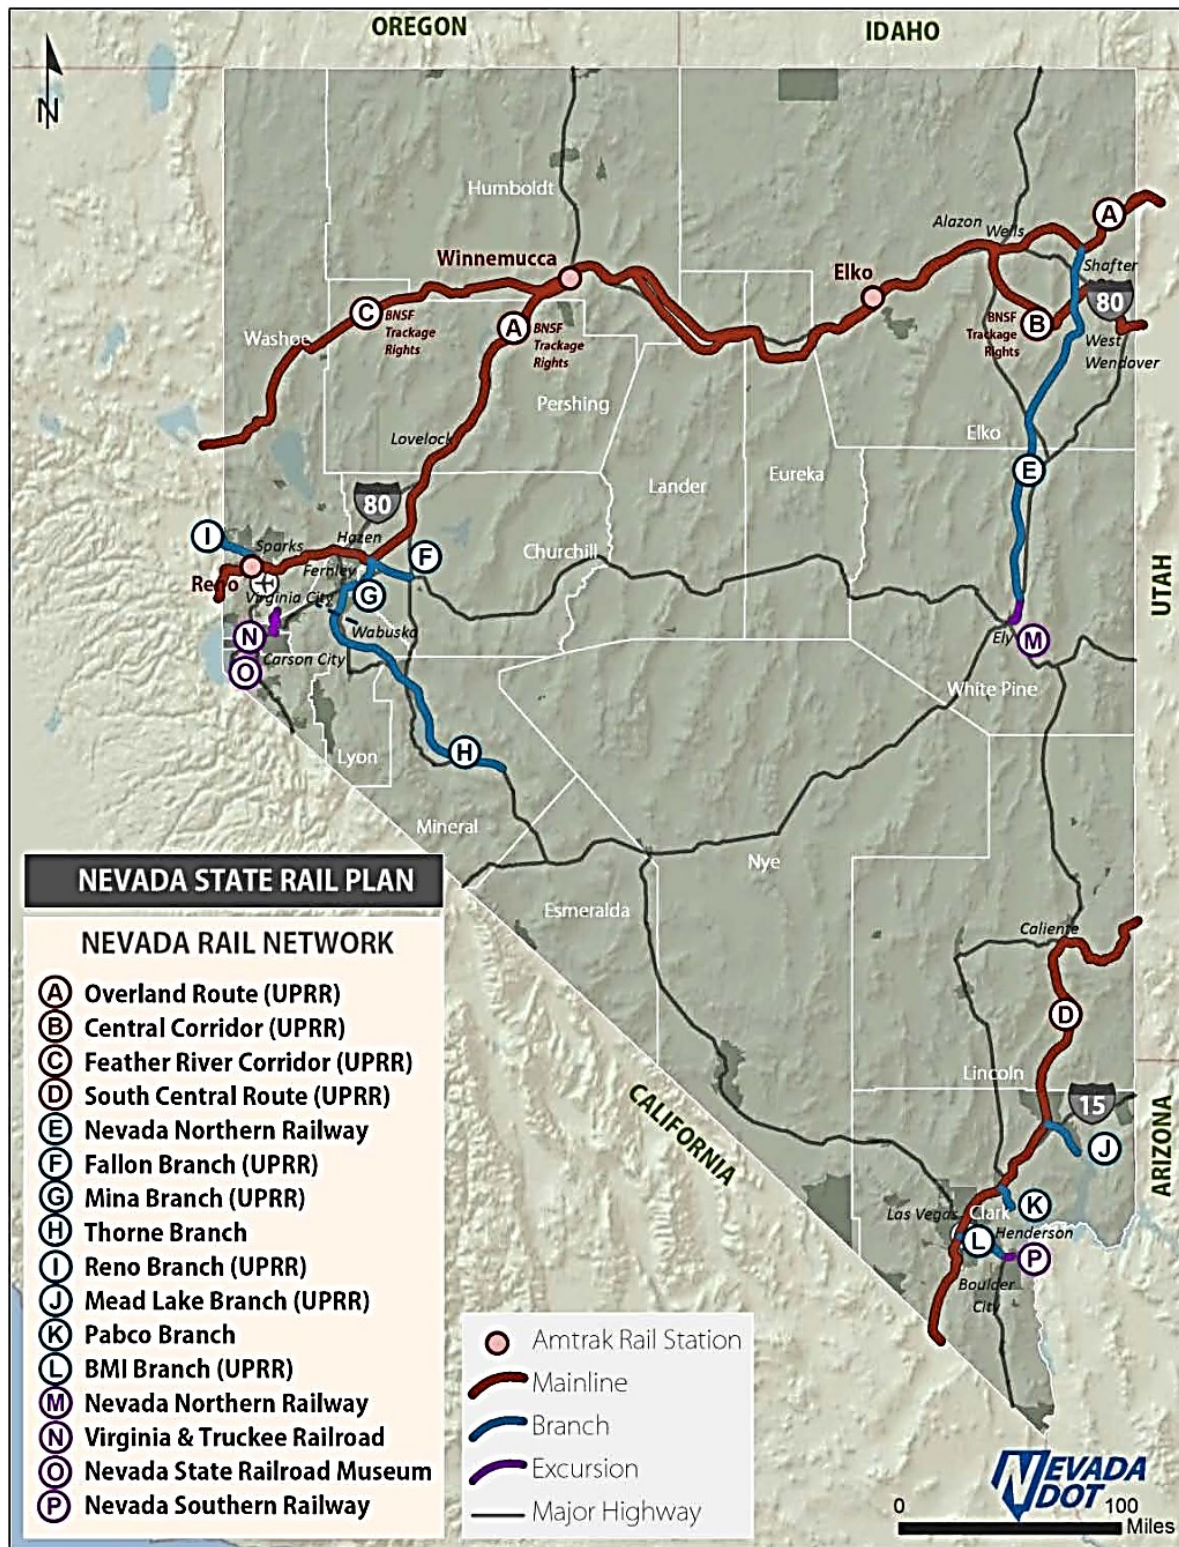 OREGON
IDAHO
N
Humboldt
A
Alazon
Wells
Winnemucca
Elko
Shafter
C
BNSF
Trackage
Rights
A
BNSF
Trackage
Rights
80
BNSF
Trackage
Rights
B
Washoe
West
Wendover
Pershing
Lovelock
Elko
E
Lander
Eureka
80
I
Sparks
Hazen
F
Churchill
Reno
Fernley
G
Virginia City
UTAH
N
Wabuska
Ely
M
Carson City
O
White Pine
Lyon
H
Mineral
Nye
Esmeralda
Caliente
D
Lincoln
15
CALIFORNIA
ARIZONA
J
Las Vegas
Clark
K
L
Henderson
P
Boulder
City
NEVADA STATE RAIL PLAN
NEVADA RAIL NETWORK
A Overland Route (UPRR)
B Central Corridor (UPRR)
C Feather River Corridor (UPRR)
D South Central Route (UPRR)
E Nevada Northern Railway
F Fallon Branch (UPRR)
G Mina Branch (UPRR)
H Thorne Branch
I Reno Branch (UPRR)
J Mead Lake Branch (UPRR)
K Pabco Branch
L BMI Branch (UPRR)
M Nevada Northern Railway
N Virginia & Truckee Railroad
O Nevada State Railroad Museum
P Nevada Southern Railway
Amtrak Rail Station
Mainline
Branch
Excursion
Major Highway
NEVADA
DOT
0 100
Miles